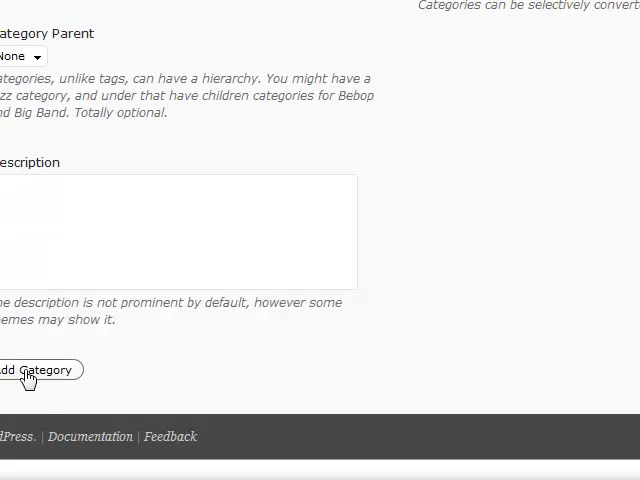 Categories can be selectively convert
ategory Parent
None
ategories, unlike tags, can have a hierarchy. You might have a
zz category, and under that have children categories for Bebop
nd Big Band. Totally optional.
escription
he description is not prominent by default, however some
hemes may show it.
dd Category
dPress. | Documentation | Feedback